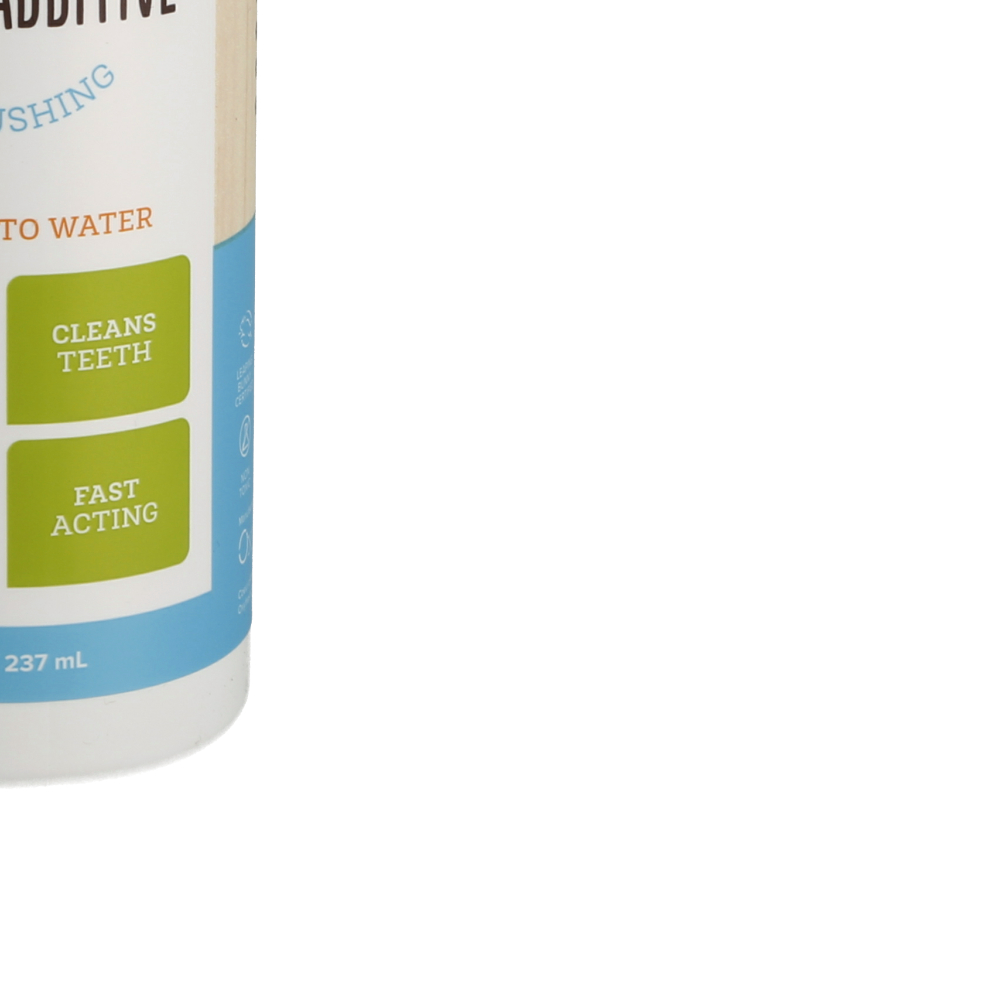 ADDITIVE
USHING
TO WATER
CLEANS
TEETH
FAST
ACTING
237 mL